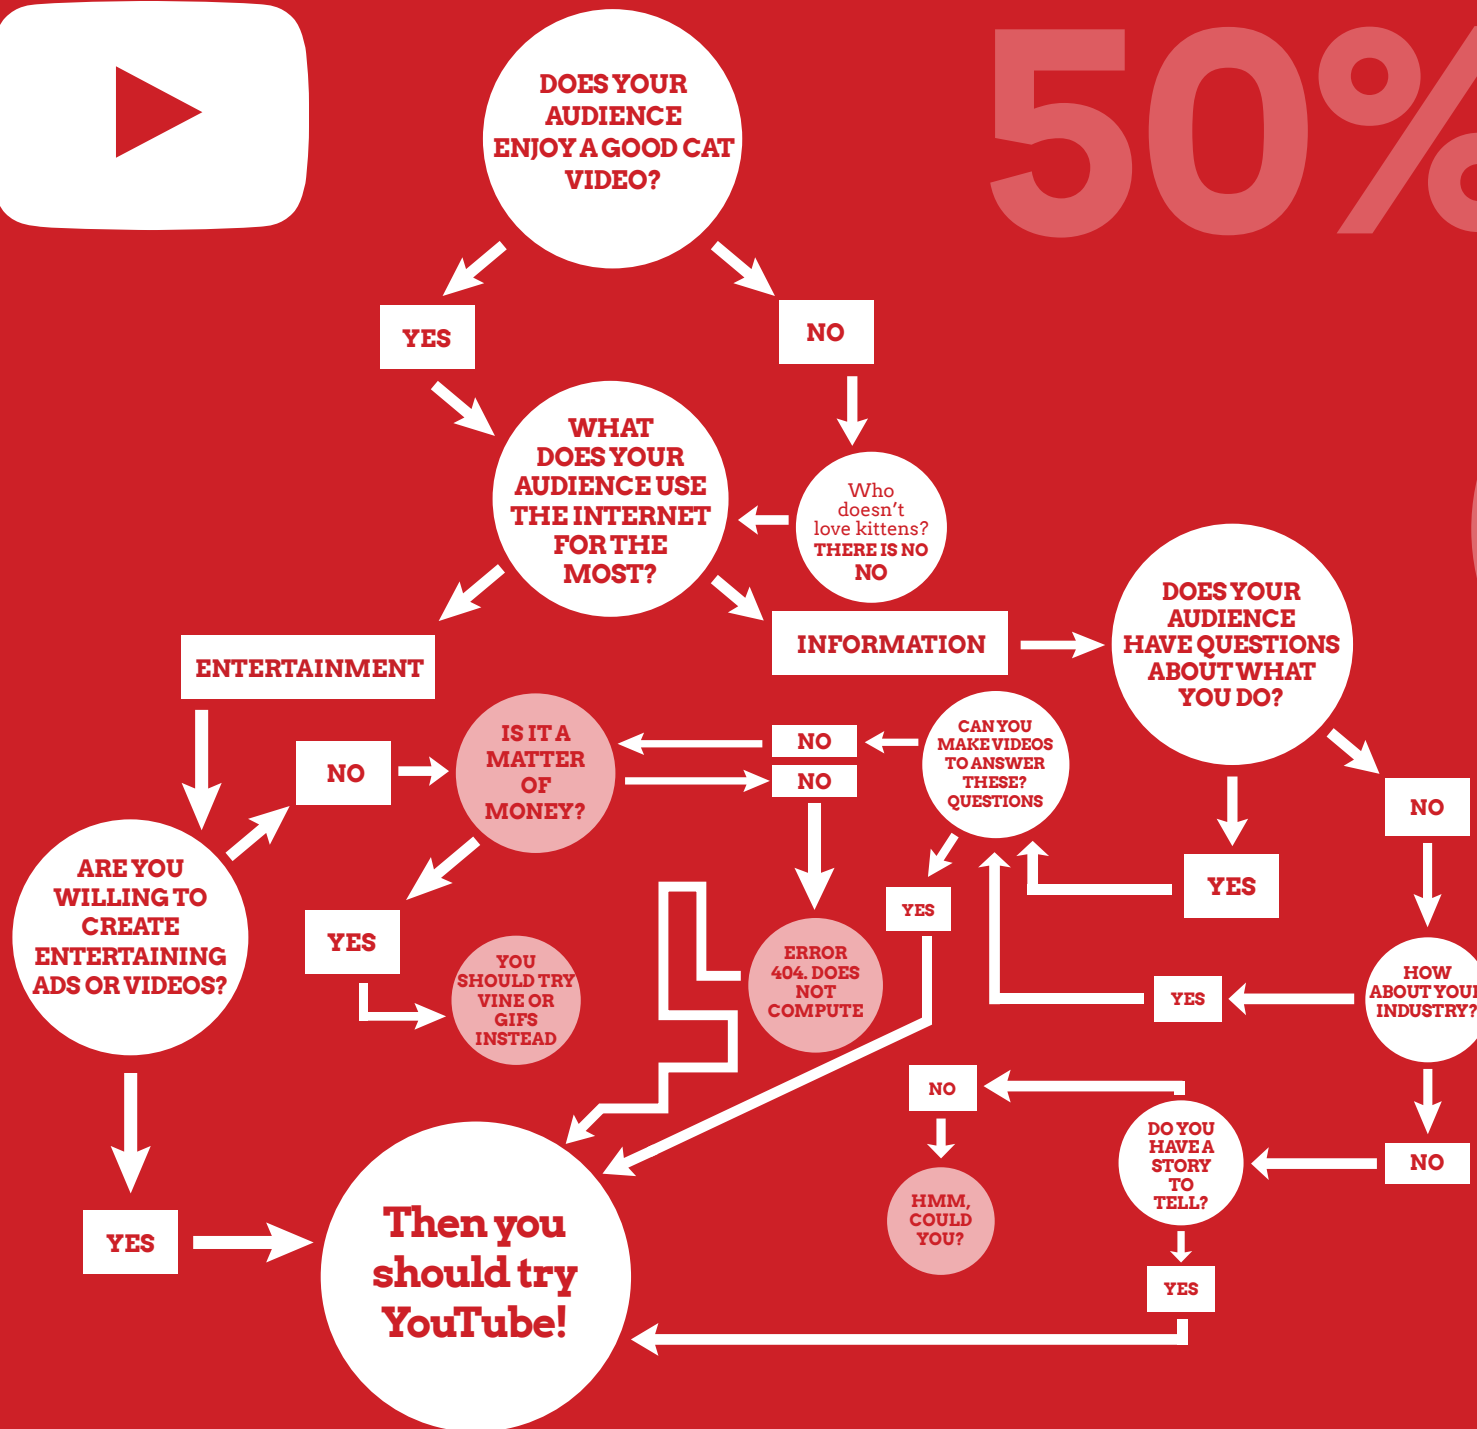 50%
DOES YOUR
AUDIENCE
ENJOY A GOOD CAT
VIDEO?
YES
NO
WHAT
DOES YOUR
AUDIENCE USE
THE INTERNET
FOR THE
MOST?
Who
doesn't
love kittens?
THERE IS NO
NO
ENTERTAINMENT
INFORMATION
DOES YOUR
AUDIENCE
HAVE QUESTIONS
ABOUT WHAT
YOU DO?
NO
IS IT A
MATTER
OF
MONEY?
NO
NO
CAN YOU
MAKE VIDEOS
TO ANSWER
THESE?
QUESTIONS
NO
YES
ARE YOU
WILLING TO
CREATE
ENTERTAINING
ADS OR VIDEOS?
YES
YOU
SHOULD TRY
VINE OR
GIFS
INSTEAD
ERROR
404. DOES
NOT
COMPUTE
YES
YES
HOW
ABOUT YOUR
INDUSTRY?
NO
NO
HMM,
COULD
YOU?
DO YOU
HAVE A
STORY
TO
TELL?
YES
YES
Then you
should try
YouTube!